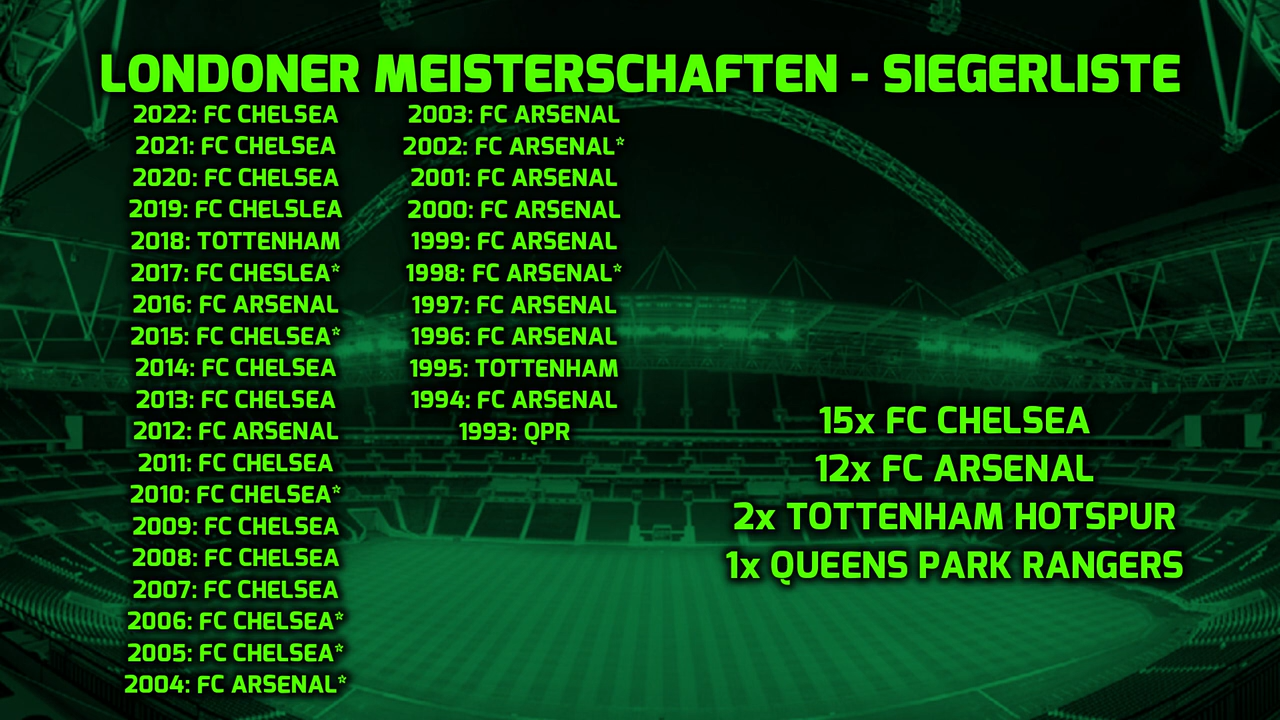 LONDONER MEISTERSCHAFTEN - SIEGERLISTE
2022: FC CHELSEA
2021: FC CHELSEA
2020: FC CHELSEA
2019: FC CHELSLEA
2018: TOTTENHAM
2017: FC CHESLEA*
2016: FC ARSENAL
2015: FC CHELSEA*
2014: FC CHELSEA
2013: FC CHELSEA
2012: FC ARSENAL
2011: FC CHELSEA
2010: FC CHELSEA*
2009: FC CHELSEA
2008: FC CHELSEA
2007: FC CHELSEA
2006: FC CHELSEA*
2005: FC CHELSEA*
2004: FC ARSENAL*
2003: FC ARSENAL
2002: FC ARSENAL*
2001: FC ARSENAL
2000: FC ARSENAL
1999: FC ARSENAL
1998: FC ARSENAL*
1997: FC ARSENAL
1996: FC ARSENAL
1995: TOTTENHAM
1994: FC ARSENAL
1993: QPR
15x FC CHELSEA
12x FC ARSENAL
2x TOTTENHAM HOTSPUR
1x QUEENS PARK RANGERS